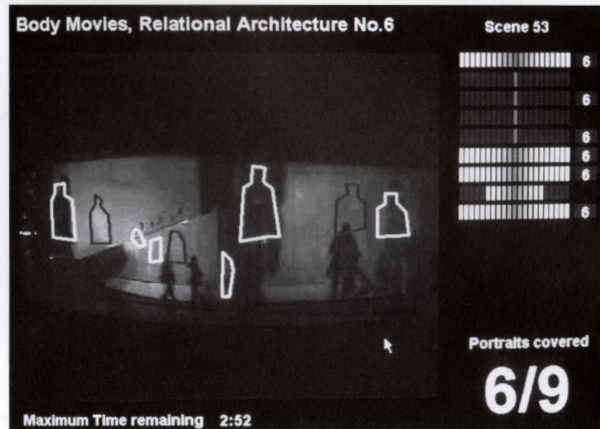 Body Movies, Relational Architecture No.6
Scene 53
6
6
6
6
6
6
Portraits covered
6/9
Maximum Time remaining 2:52